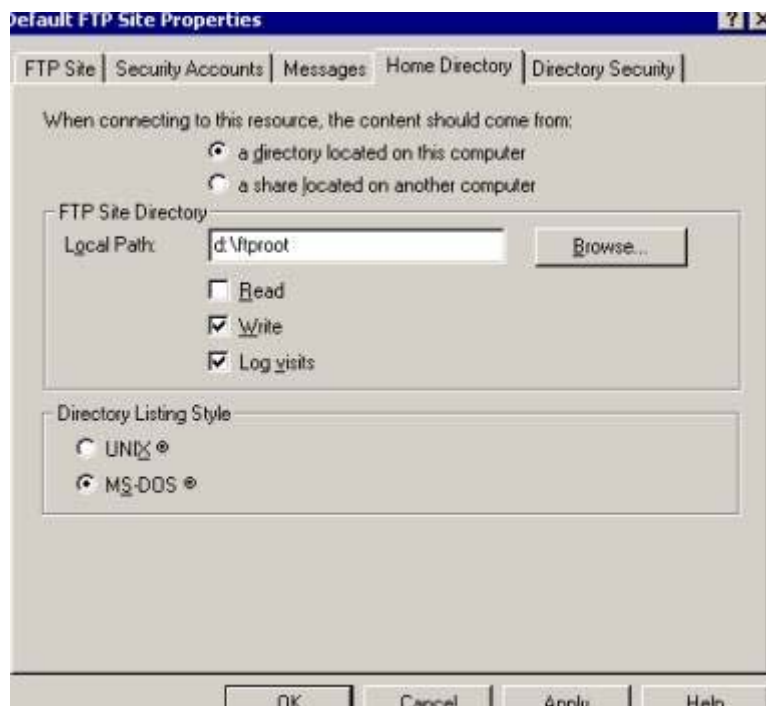 Default FTP Site Properties
FTP Site Security Accounts Messages Home Directory Directory Security
When connecting to this resource, the content should come from:
a directory located on this computer
a share located on another computer
FTP Site Directory
Local Path: d:\ftproot Browse...
Read
Write
Log visits
Directory Listing Style
UNIX ®
MS-DOS ®
OK Cancel Apply Help